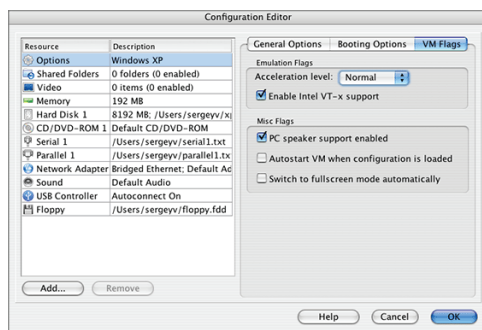 Configuration Editor
Resource Description
Options Windows XP
Shared Folders 0 folders (0 enabled)
Video 0 items (0 enabled)
Memory 192 MB
Hard Disk 1 8192 MB; /Users/sergeyv/xp
CD/DVD-ROM 1 Default CD/DVD-ROM
Serial 1 /Users/sergeyv/serial1.txt
Parallel 1 /Users/sergeyv/parallel1.tx
Network Adapter Bridged Ethernet; Default Ad
Sound Default Audio
USB Controller Autoconnect On
Floppy /Users/sergeyv/floppy.fdd
Add... Remove
General Options Booting Options VM Flags
Emulation Flags
Acceleration level: Normal
Enable Intel VT-x support
Misc Flags
PC speaker support enabled
Autostart VM when configuration is loaded
Switch to fullscreen mode automatically
Help Cancel OK